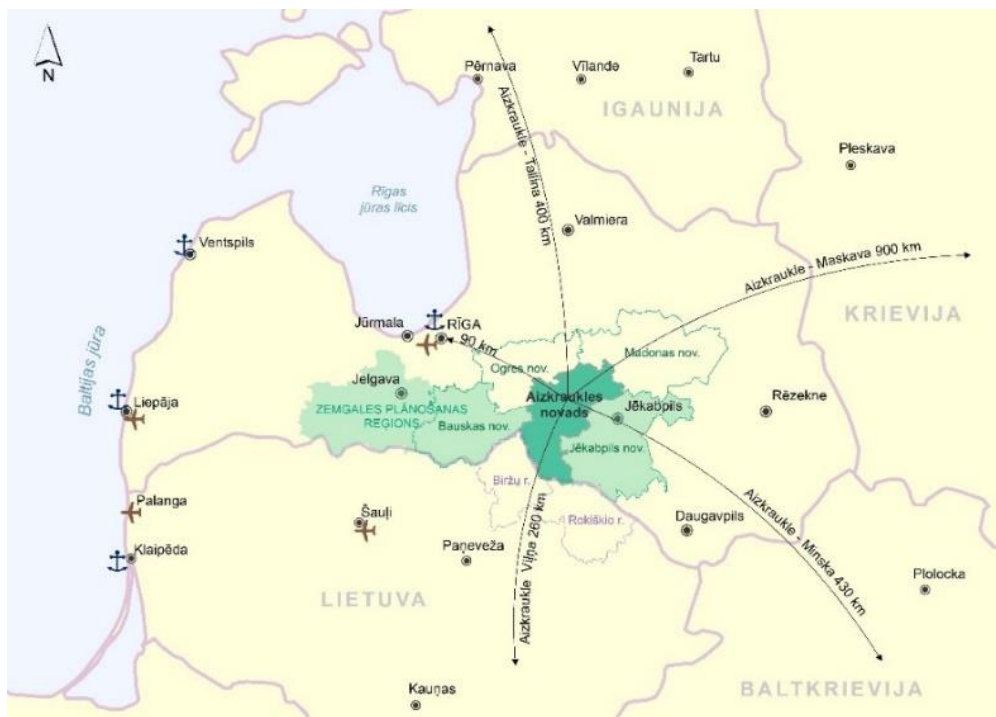 N
Pērnava
Vīlande
Tartu
IGAUNIJA
Pleskava
Rīgas
jūras līcis
Aizkraukle - Tallina 400 km
Valmiera
Ventspils
Aizkraukle - Maskava 900 km
KRIEVIJA
Jūrmala
RĪGA
90 km
Madonas nov.
Ogres nov.
Baltijas jūra
Jelgava
Aizkraukles
novads
Jēkabpils
Rēzekne
Liepāja
ZEMGALES PLĀNOŠANAS
REGIONS
Bauskas nov.
Jēkabpils nov.
Biržų r.
Palanga
Šauļi
Rokiškio r.
Daugavpils
Aizkraukle - Minska 430 km
Aizkraukle Viļņa 260 km
Klaipēda
Paņeveža
Plolocka
LIETUVA
Kauņas
BALTKRIEVIJA